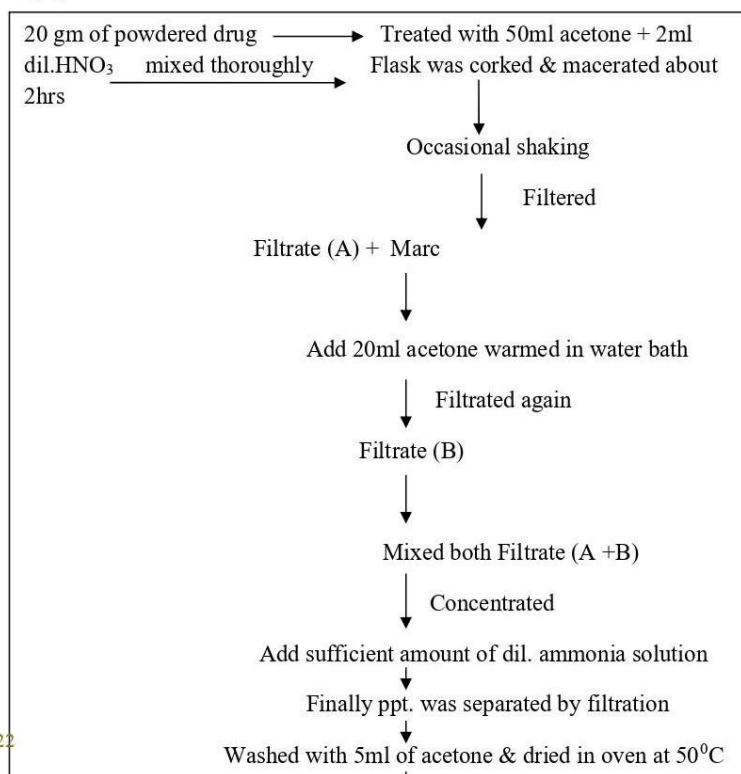 20 gm of powdered drug Treated with 50ml acetone + 2ml
dil.HNO₃ mixed thoroughly Flask was corked & macerated about
2hrs
Occasional shaking
Filtered
Filtrate (A) + Marc
Add 20ml acetone warmed in water bath
Filtrated again
Filtrate (B)
Mixed both Filtrate (A +B)
Concentrated
Add sufficient amount of dil. ammonia solution
Finally ppt. was separated by filtration
22
Washed with 5ml of acetone & dried in oven at 50⁰C